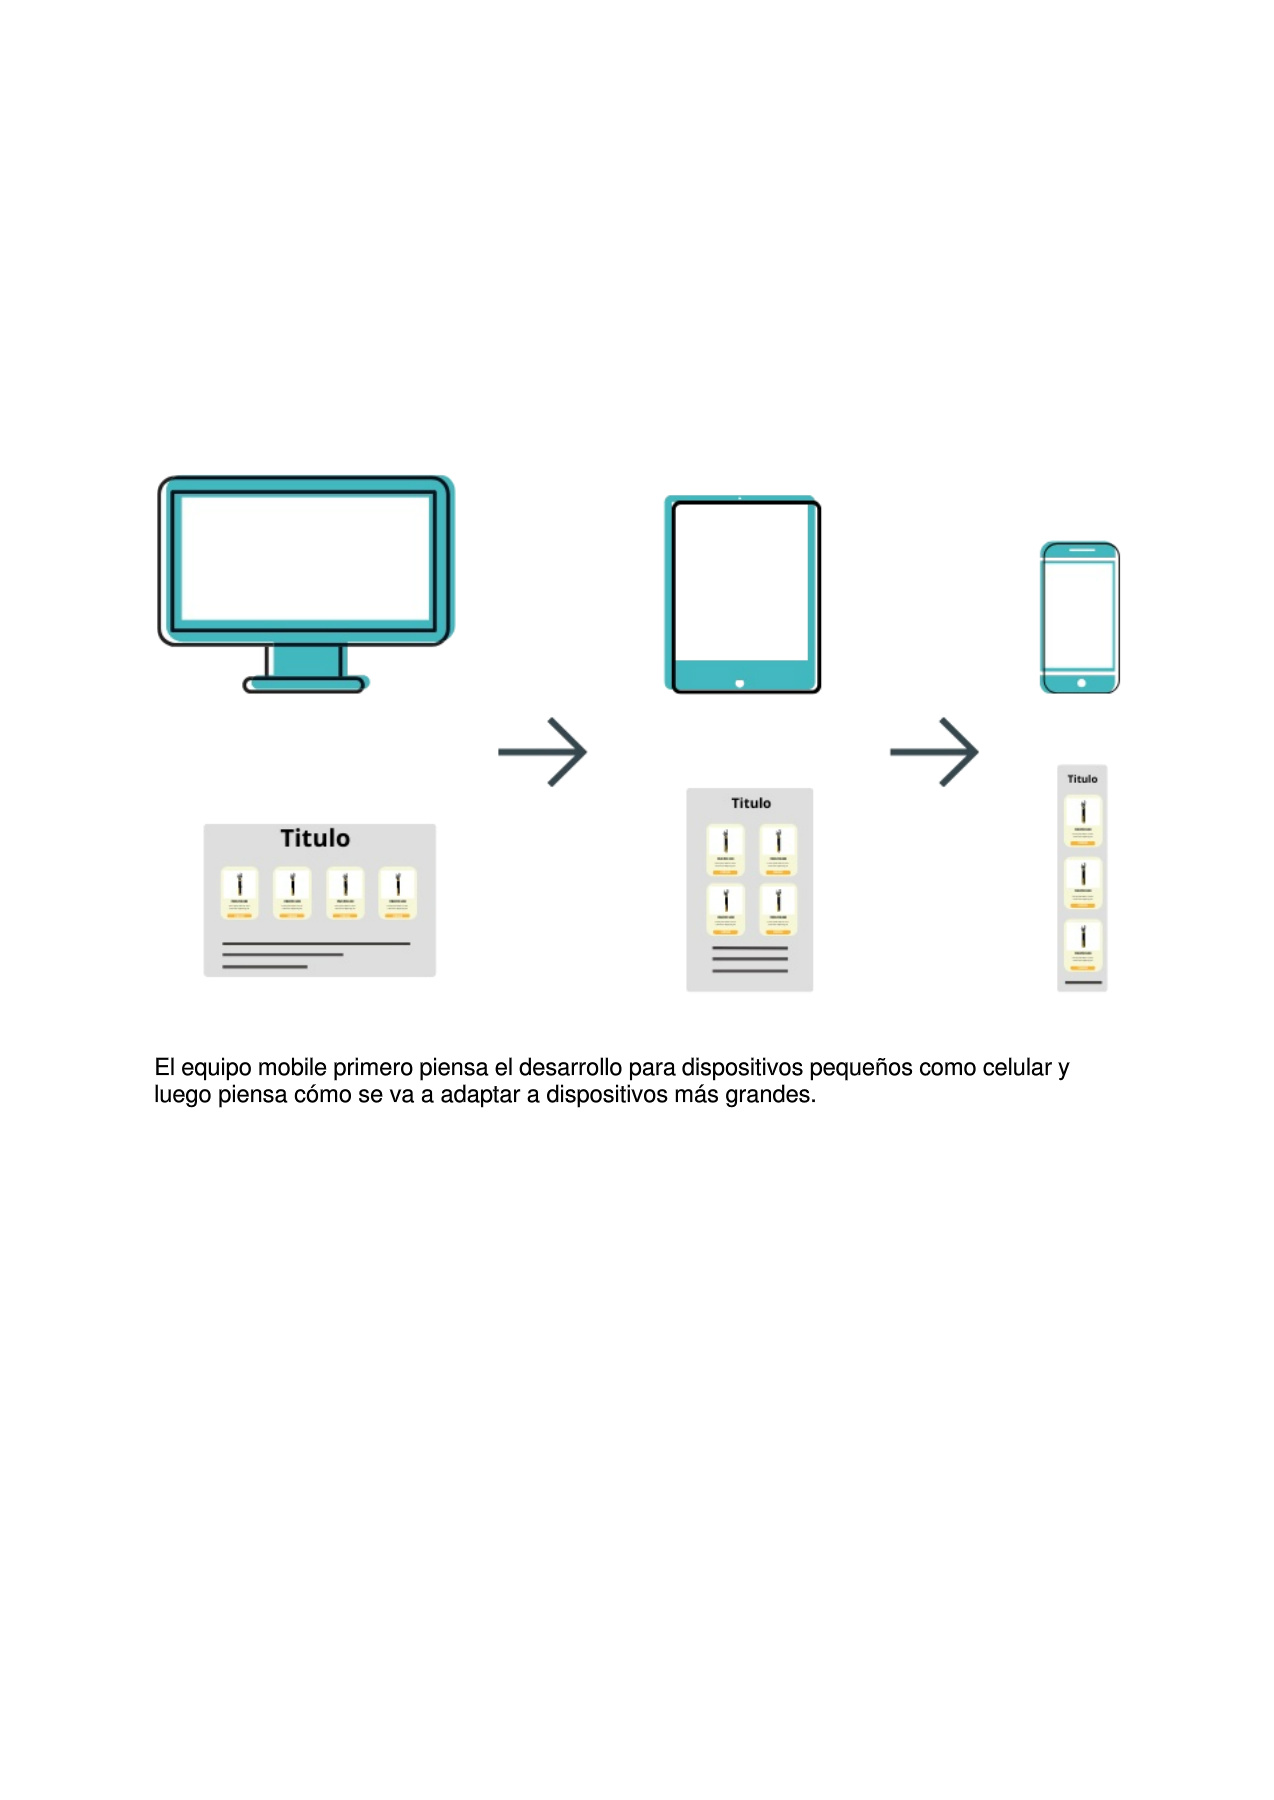 Titulo
Titulo
Titulo
El equipo mobile primero piensa el desarrollo para dispositivos pequeños como celular y
luego piensa cómo se va a adaptar a dispositivos más grandes.